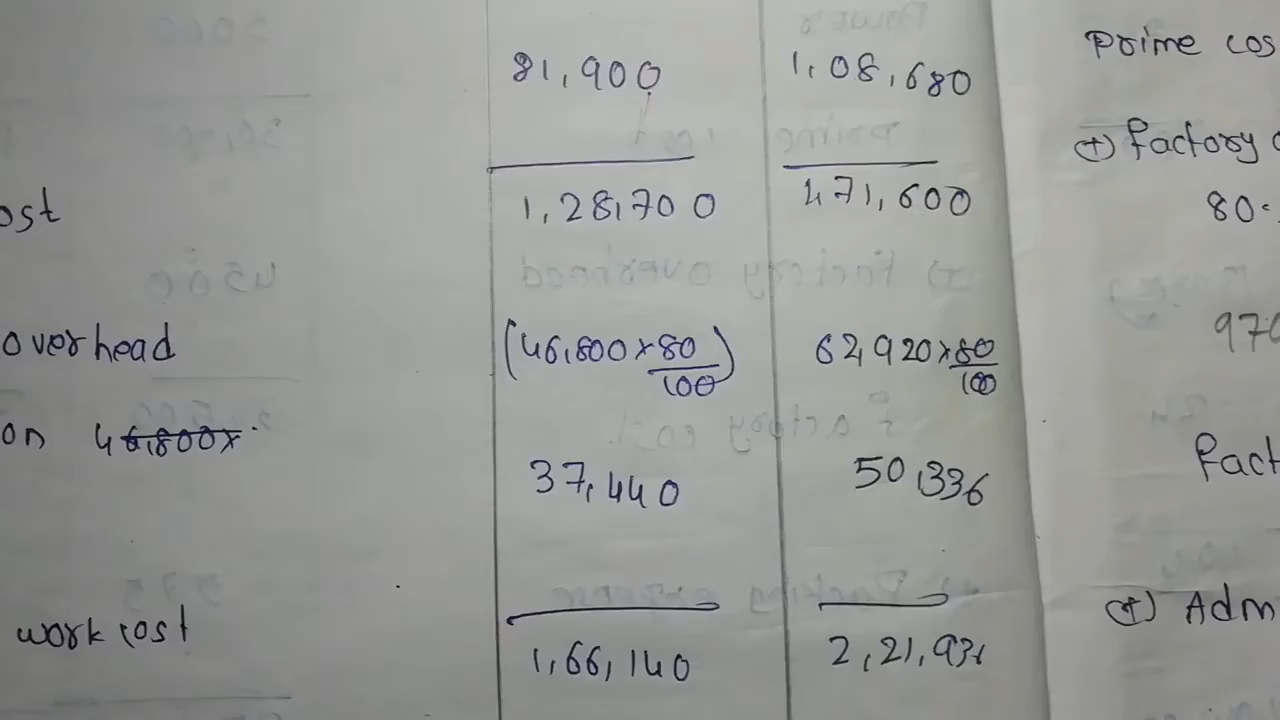 81,900 1,08,680
ost 1,28,700 1,71,600
overhead (46,800 x 80/100) 62,920 x 80/100
on 46,800x
37,440 50,336
work cost 1,66,140 2,21,936
Prime cos
(+) factory o
80
970
fact
(+) Adm